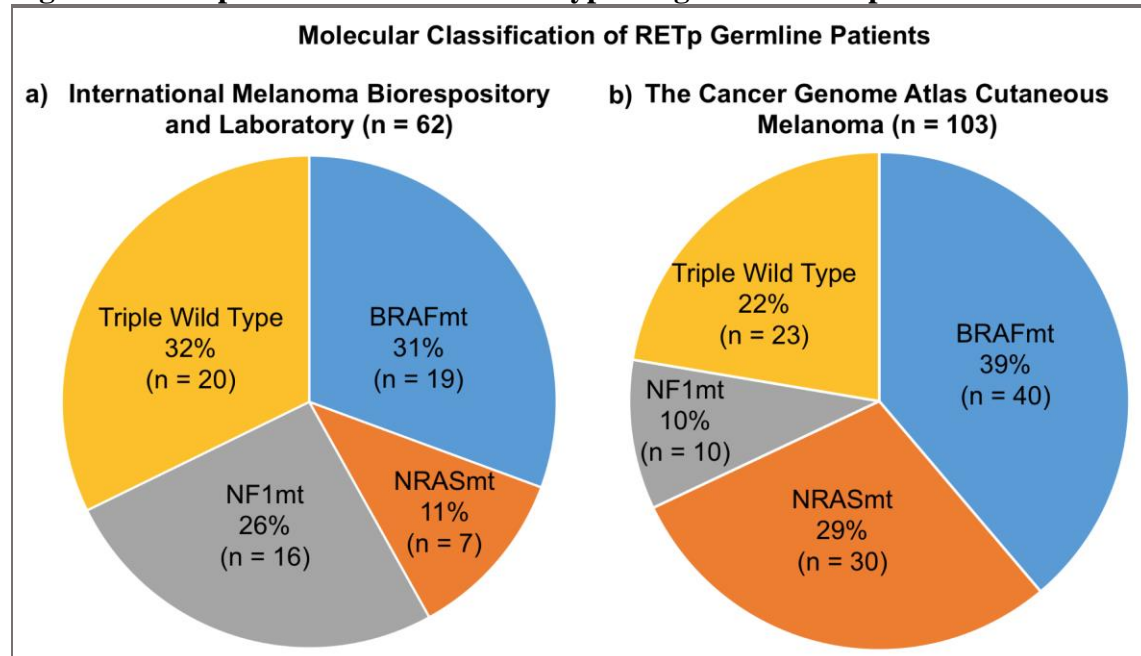 Molecular Classification of RETp Germline Patients
a) International Melanoma Biorespository
and Laboratory (n = 62)
Triple Wild Type
32%
(n = 20)
BRAFmt
31%
(n = 19)
NF1mt
26%
(n = 16)
NRASmt
11%
(n = 7)
b) The Cancer Genome Atlas Cutaneous
Melanoma (n = 103)
Triple Wild Type
22%
(n = 23)
BRAFmt
39%
(n = 40)
NF1mt
10%
(n = 10)
NRASmt
29%
(n = 30)